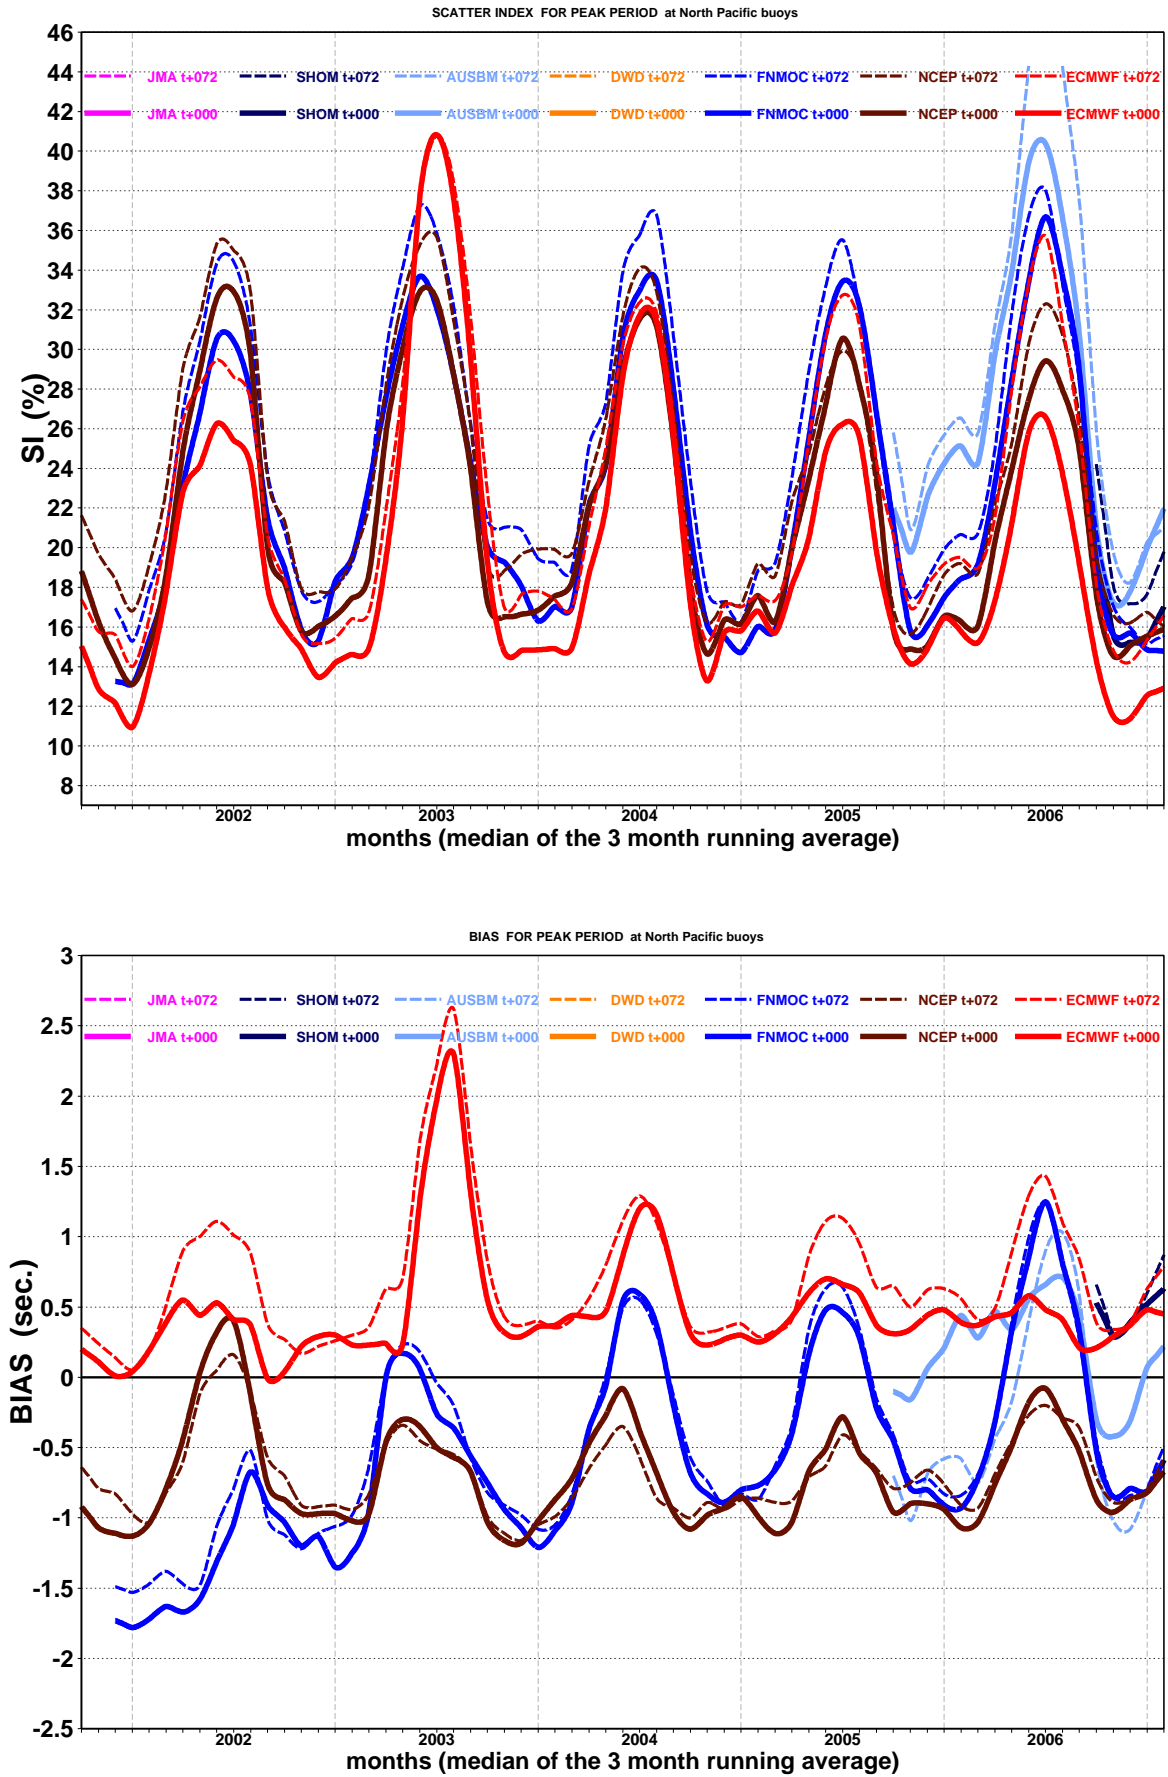 SCATTER INDEX FOR PEAK PERIOD at North Pacific buoys
46
44
42
40
38
36
34
32
30
28
26
24
22
20
18
16
14
12
10
8
SI (%)
JMA t+072 SHOM t+072 AUSBM t+072 DWD t+072 FNMOC t+072 NCEP t+072 ECMWF t+072
JMA t+000 SHOM t+000 AUSBM t+000 DWD t+000 FNMOC t+000 NCEP t+000 ECMWF t+000
2002 2003 2004 2005 2006
months (median of the 3 month running average)
BIAS FOR PEAK PERIOD at North Pacific buoys
3
2.5
2
1.5
1
0.5
0
-0.5
-1
-1.5
-2
-2.5
BIAS (sec.)
JMA t+072 SHOM t+072 AUSBM t+072 DWD t+072 FNMOC t+072 NCEP t+072 ECMWF t+072
JMA t+000 SHOM t+000 AUSBM t+000 DWD t+000 FNMOC t+000 NCEP t+000 ECMWF t+000
2002 2003 2004 2005 2006
months (median of the 3 month running average)